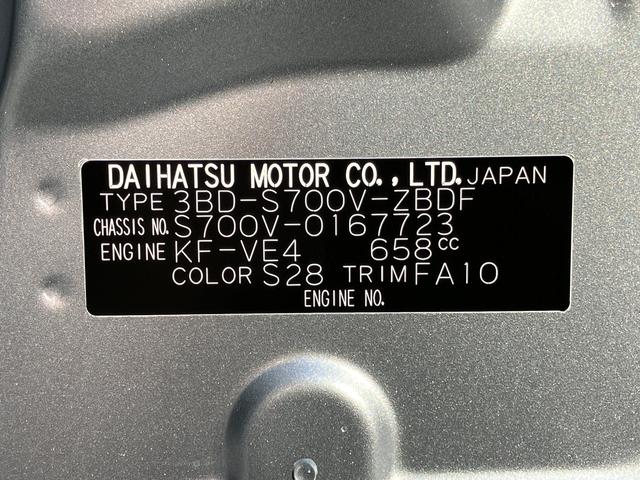 DAIHATSU MOTOR CO.,LTD. JAPAN
TYPE 3BD-S700V-ZBDF
CHASSIS NO. S700V-0167723
ENGINE KF-VE4 658cc
COLOR S28 TRIM FA10
ENGINE NO.